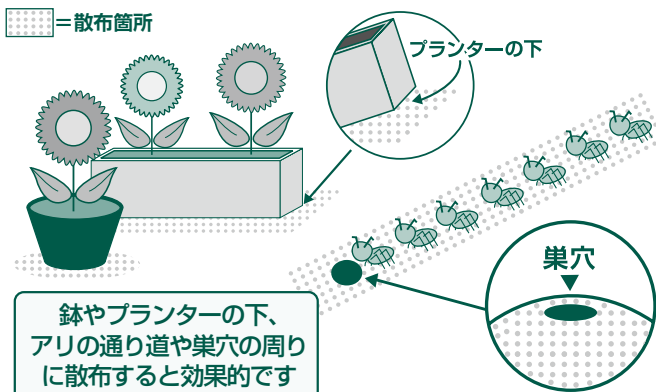 =散布箇所
プランターの下
巣穴
鉢やプランターの下、
アリの通り道や巣穴の周り
に散布すると効果的です